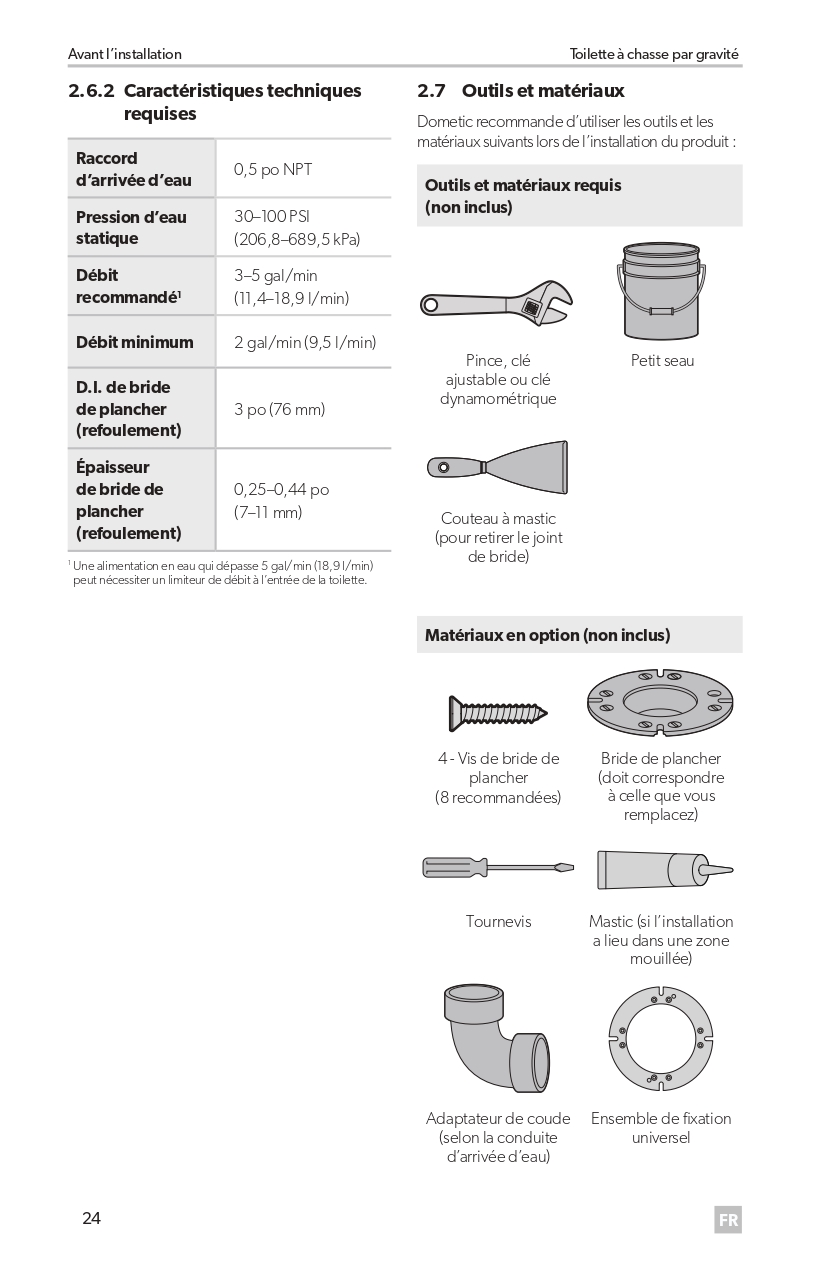 Avant l’installation
Toilette à chasse par gravité
2.6.2 Caractéristiques techniques
requises
Raccord
d’arrivée d’eau
0,5 po NPT
Pression d’eau
statique
30–100 PSI
(206,8–689,5 kPa)
Débit
recommandé¹
3–5 gal/min
(11,4–18,9 l/min)
Débit minimum
2 gal/min (9,5 l/min)
D.I. de bride
de plancher
(refoulement)
3 po (76 mm)
Épaisseur
de bride de
plancher
(refoulement)
0,25–0,44 po
(7–11 mm)
¹ Une alimentation en eau qui dépasse 5 gal/min (18,9 l/min)
peut nécessiter un limiteur de débit à l’entrée de la toilette.
2.7 Outils et matériaux
Dometic recommande d’utiliser les outils et les
matériaux suivants lors de l’installation du produit :
Outils et matériaux requis
(non inclus)
Pince, clé
ajustable ou clé
dynamométrique
Petit seau
Couteau à mastic
(pour retirer le joint
de bride)
Matériaux en option (non inclus)
4 - Vis de bride de
plancher
(8 recommandées)
Bride de plancher
(doit correspondre
à celle que vous
remplacez)
Tournevis
Mastic (si l’installation
a lieu dans une zone
mouillée)
Adaptateur de coude
(selon la conduite
d’arrivée d’eau)
Ensemble de fixation
universel
24
FR